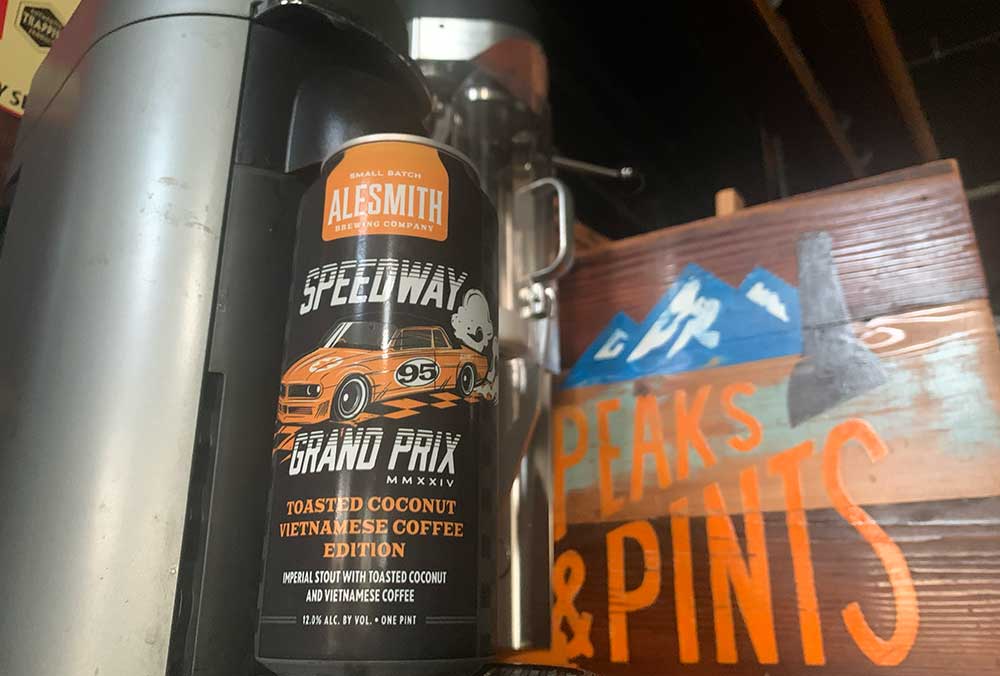 TRAPPIST
SMALL BATCH
ALESMITH
BREWING COMPANY
SPEEDWAY
95
GRAND PRIX
MMXXIV
TOASTED COCONUT
VIETNAMESE COFFEE
EDITION
IMPERIAL STOUT WITH TOASTED COCONUT
AND VIETNAMESE COFFEE
12.0% ALC. BY VOL. • ONE PINT
PEAKS
& PINTS